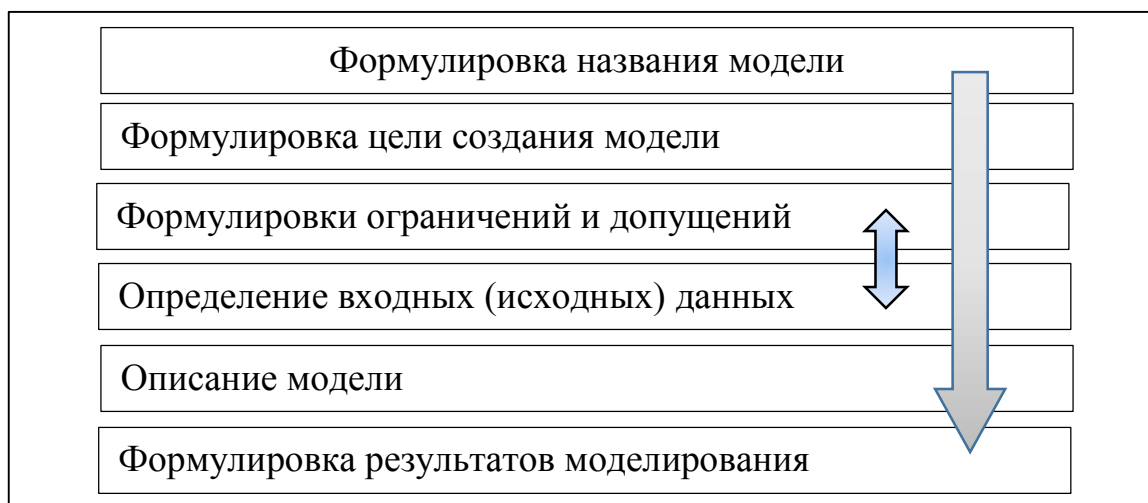 Формулировка названия модели
Формулировка цели создания модели
Формулировки ограничений и допущений
Определение входных (исходных) данных
Описание модели
Формулировка результатов моделирования